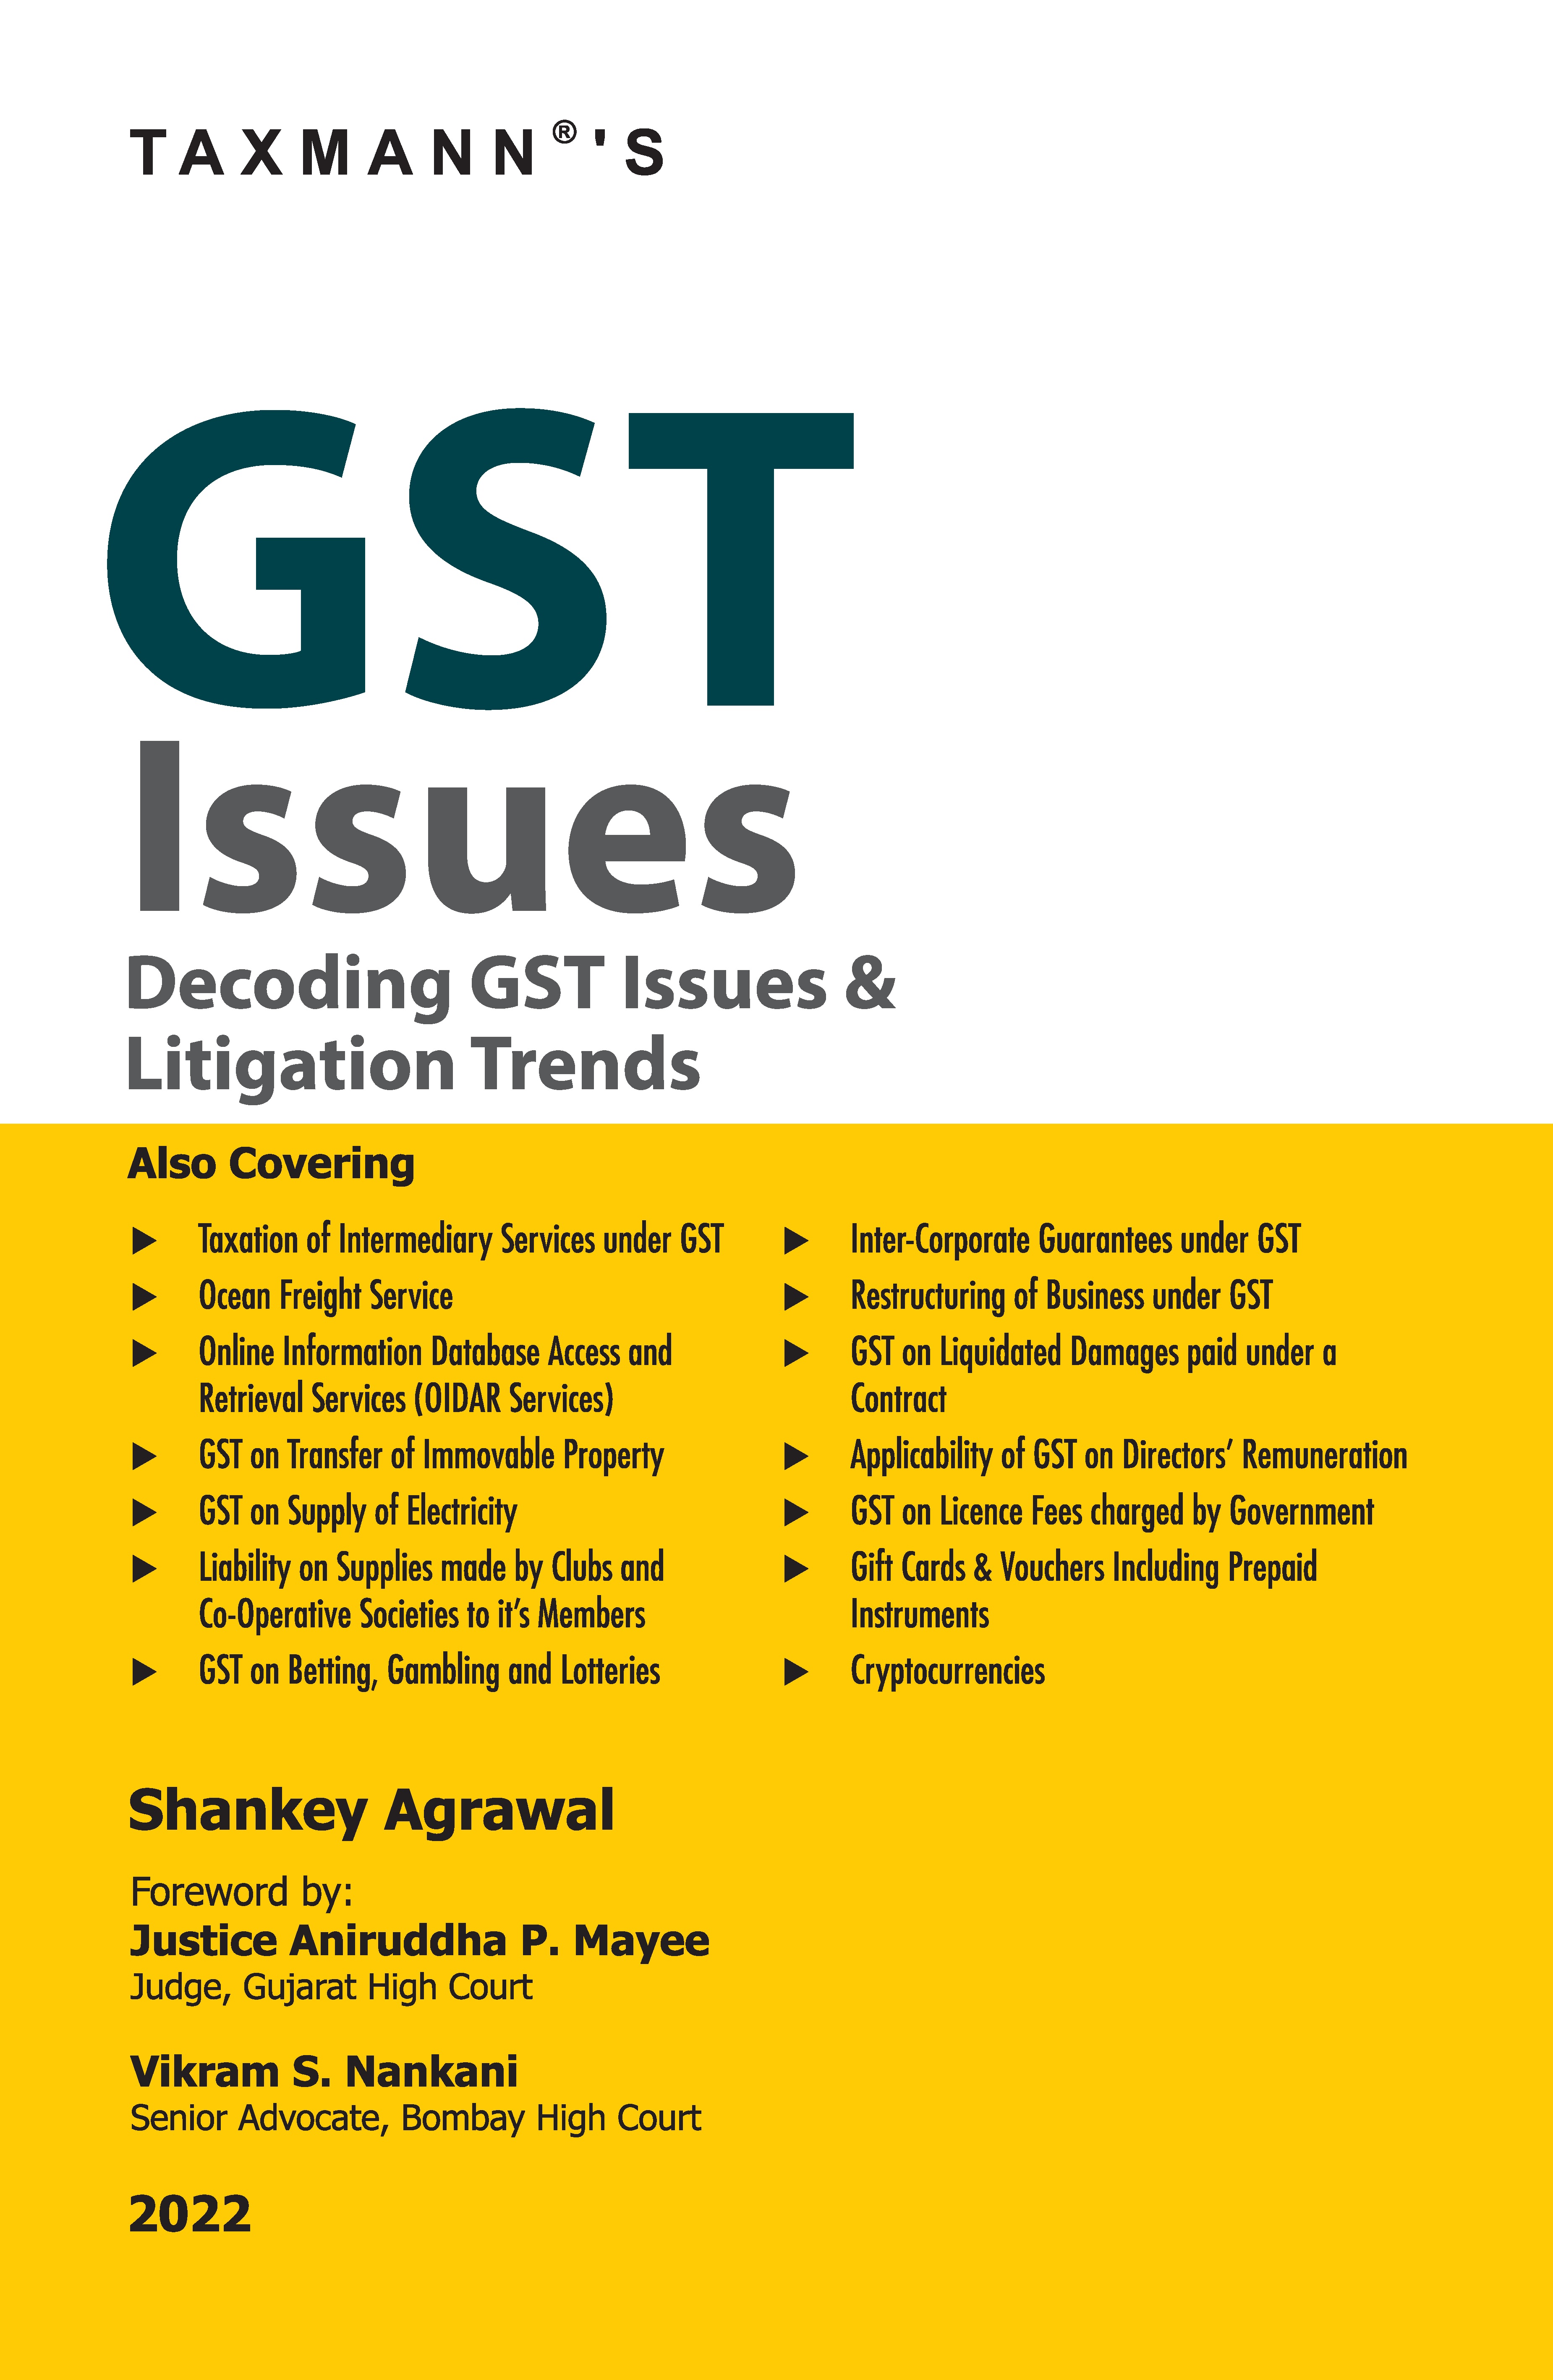 TAXMANN®'S
GST
Issues
Decoding GST Issues &
Litigation Trends
Also Covering
▶ Taxation of Intermediary Services under GST
▶ Ocean Freight Service
▶ Online Information Database Access and
Retrieval Services (OIDAR Services)
▶ GST on Transfer of Immovable Property
▶ GST on Supply of Electricity
▶ Liability on Supplies made by Clubs and
Co-Operative Societies to it’s Members
▶ GST on Betting, Gambling and Lotteries
▶ Inter-Corporate Guarantees under GST
▶ Restructuring of Business under GST
▶ GST on Liquidated Damages paid under a
Contract
▶ Applicability of GST on Directors’ Remuneration
▶ GST on Licence Fees charged by Government
▶ Gift Cards & Vouchers Including Prepaid
Instruments
▶ Cryptocurrencies
Shankey Agrawal
Foreword by:
Justice Aniruddha P. Mayee
Judge, Gujarat High Court
Vikram S. Nankani
Senior Advocate, Bombay High Court
2022